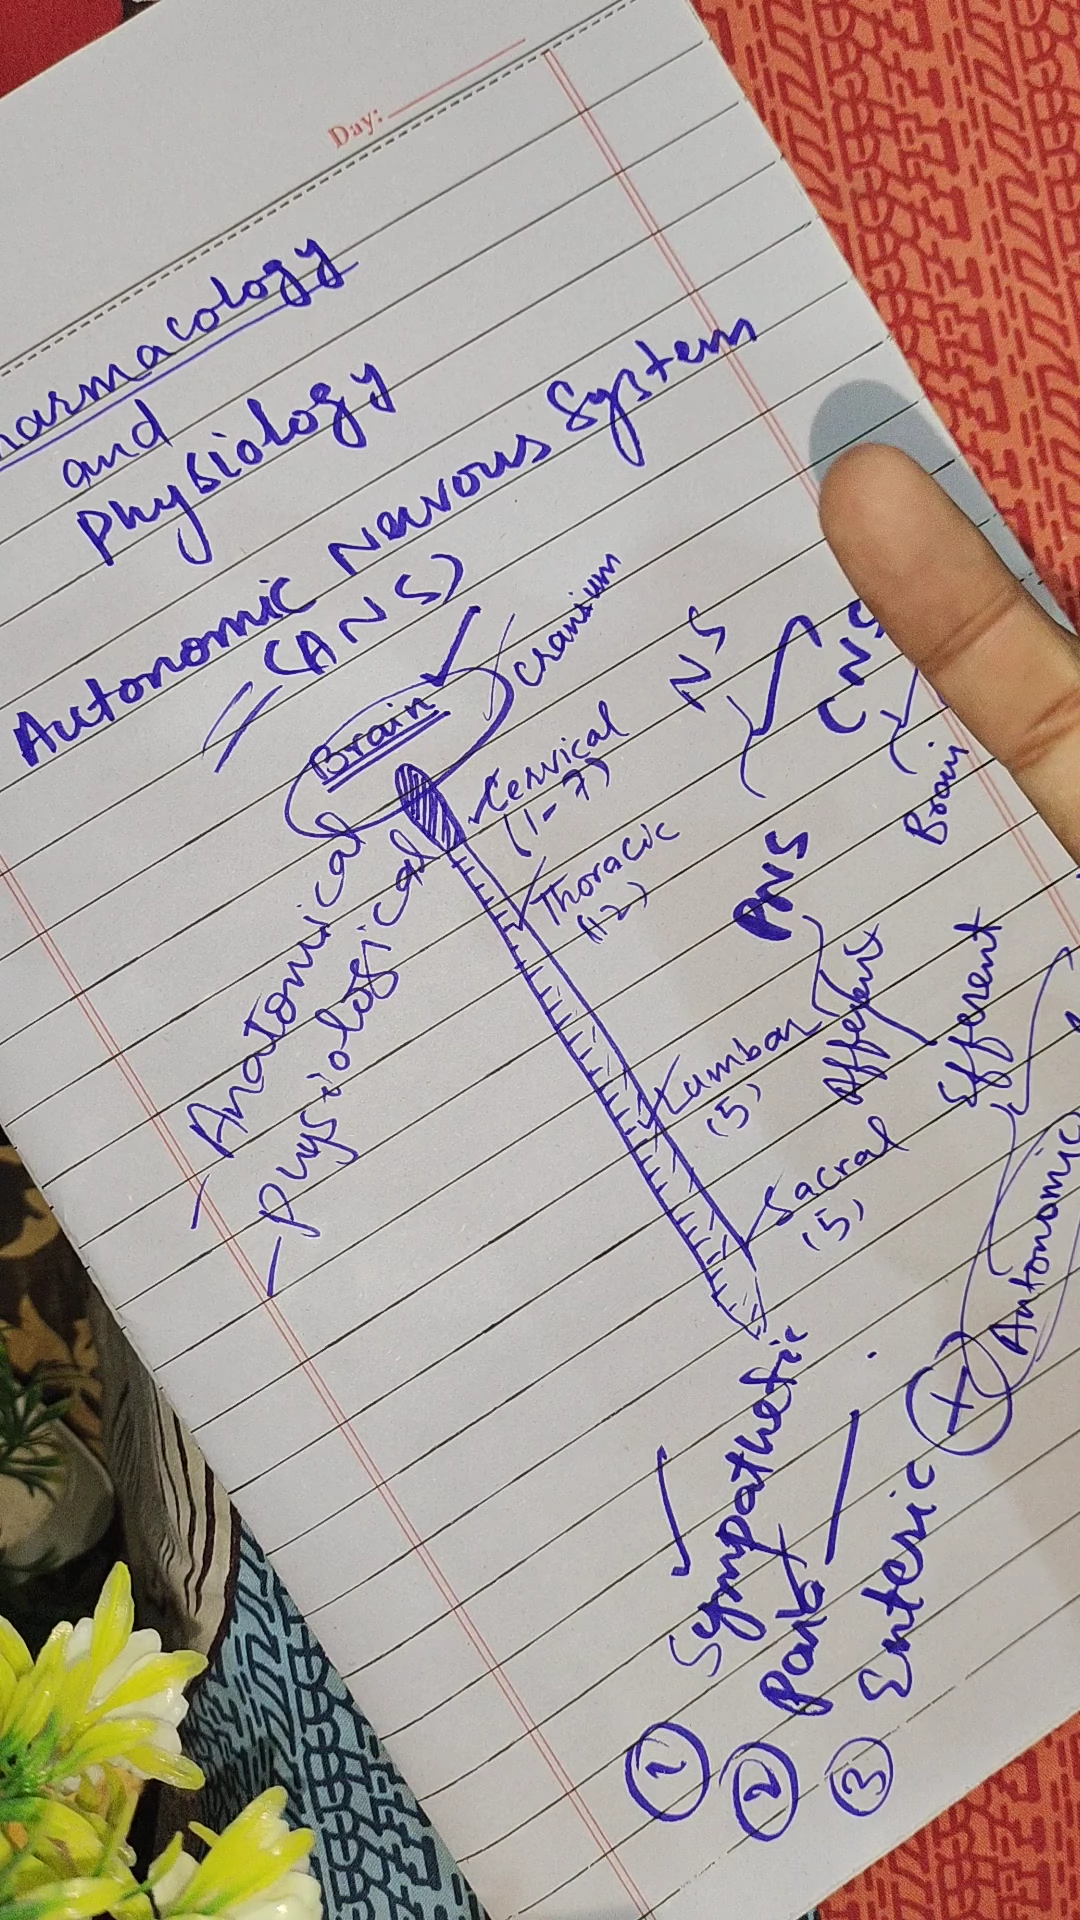 Day:
harmacology
and
Physiology
Autonomic Nervous System
(ANS)
Brain
Cranium
Cervical
(1-7)
Thoracic
(12)
Lumbar
(5)
Sacral
(5)
- Anatomical
- Physiological
NS
CNS
Brain
PNS
Afferent
Efferent
Autonomic
① Sympathetic
② Para
③ Enteric